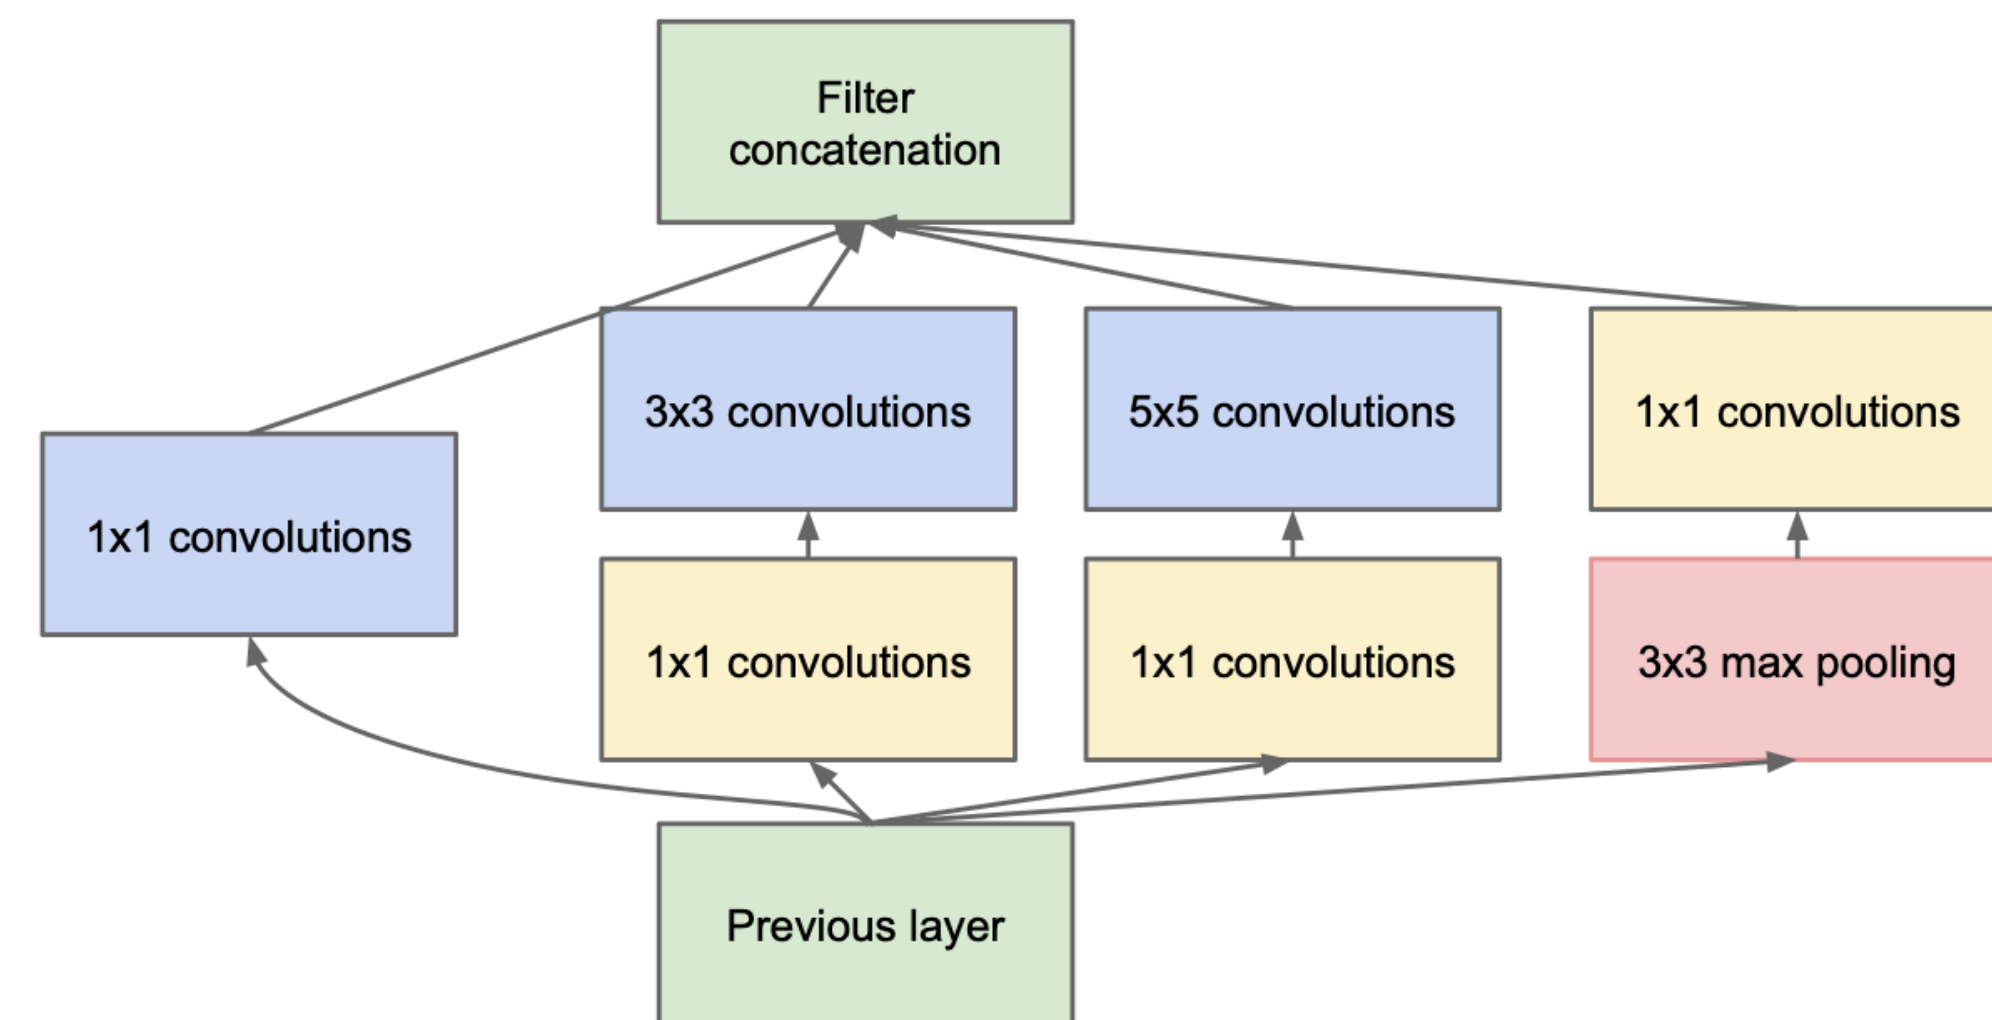 Filter
concatenation
3x3 convolutions
5x5 convolutions
1x1 convolutions
1x1 convolutions
1x1 convolutions
1x1 convolutions
3x3 max pooling
Previous layer